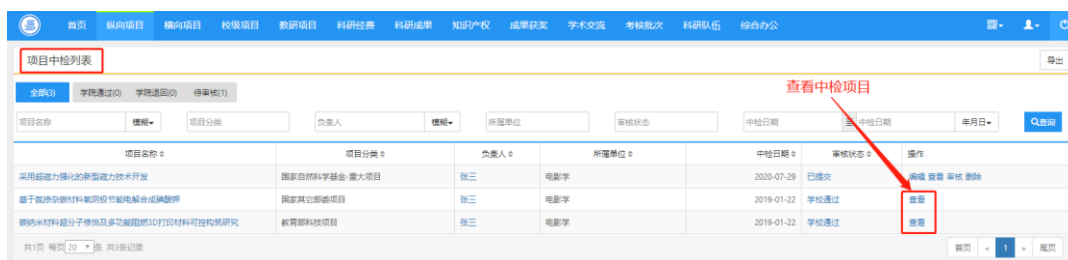 首页 纵向项目 横向项目 校级项目 教研项目 科研经费 科研成果 知识产权 成果获奖 学术交流 考核批次 科研队伍 综合办公
项目中检列表 导出
全部(3) 学院通过(0) 学院退回(0) 待审核(1)
查看中检项目
项目名称 模糊 项目分类 负责人 模糊 所属单位 审核状态 中检日期 至 中检日期 年月日 查询
项目名称 项目分类 负责人 所属单位 中检日期 审核状态 操作
采用超磁力强化的新型磁力技术开发 国家自然科学基金-重大项目 张三 电影学 2020-07-29 已提交 编辑 查看 审核 删除
基于氮掺杂碳材料氧阴极节能电解合成碘酸钾 国家其它部委项目 张三 电影学 2019-01-22 学校通过 查看
碳纳米材料超分子修饰及多功能阻燃3D打印材料可控构筑研究 教育部科技项目 张三 电影学 2019-01-22 学校通过 查看
共1页 每页 20 条 共3条记录 首页 « 1 » 尾页